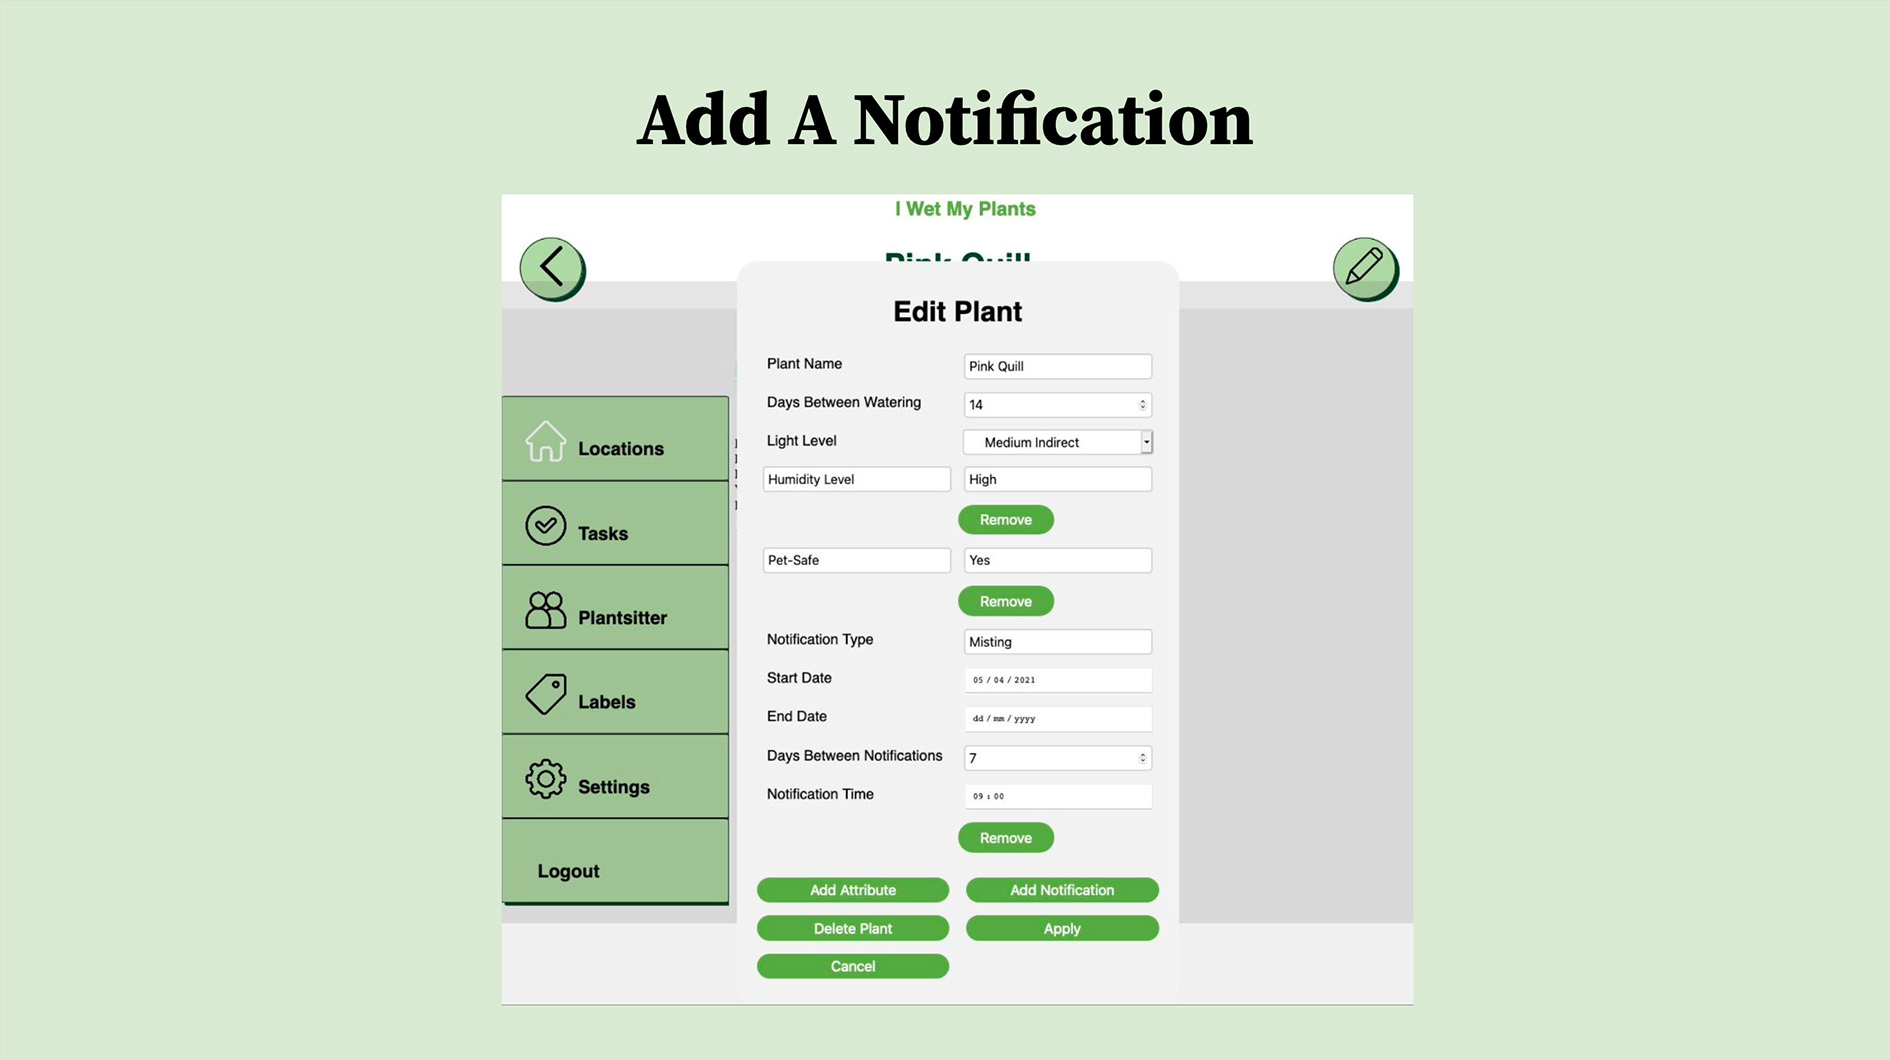 Add A Notification
I Wet My Plants
Pink Quill
Edit Plant
Plant Name Pink Quill
Days Between Watering 14
Light Level Medium Indirect
Humidity Level High
Remove
Pet-Safe Yes
Remove
Notification Type Misting
Start Date 05 / 04 / 2021
End Date dd / mm / yyyy
Days Between Notifications 7
Notification Time 09 : 00
Remove
Add Attribute Add Notification
Delete Plant Apply
Cancel
Locations
Tasks
Plantsitter
Labels
Settings
Logout